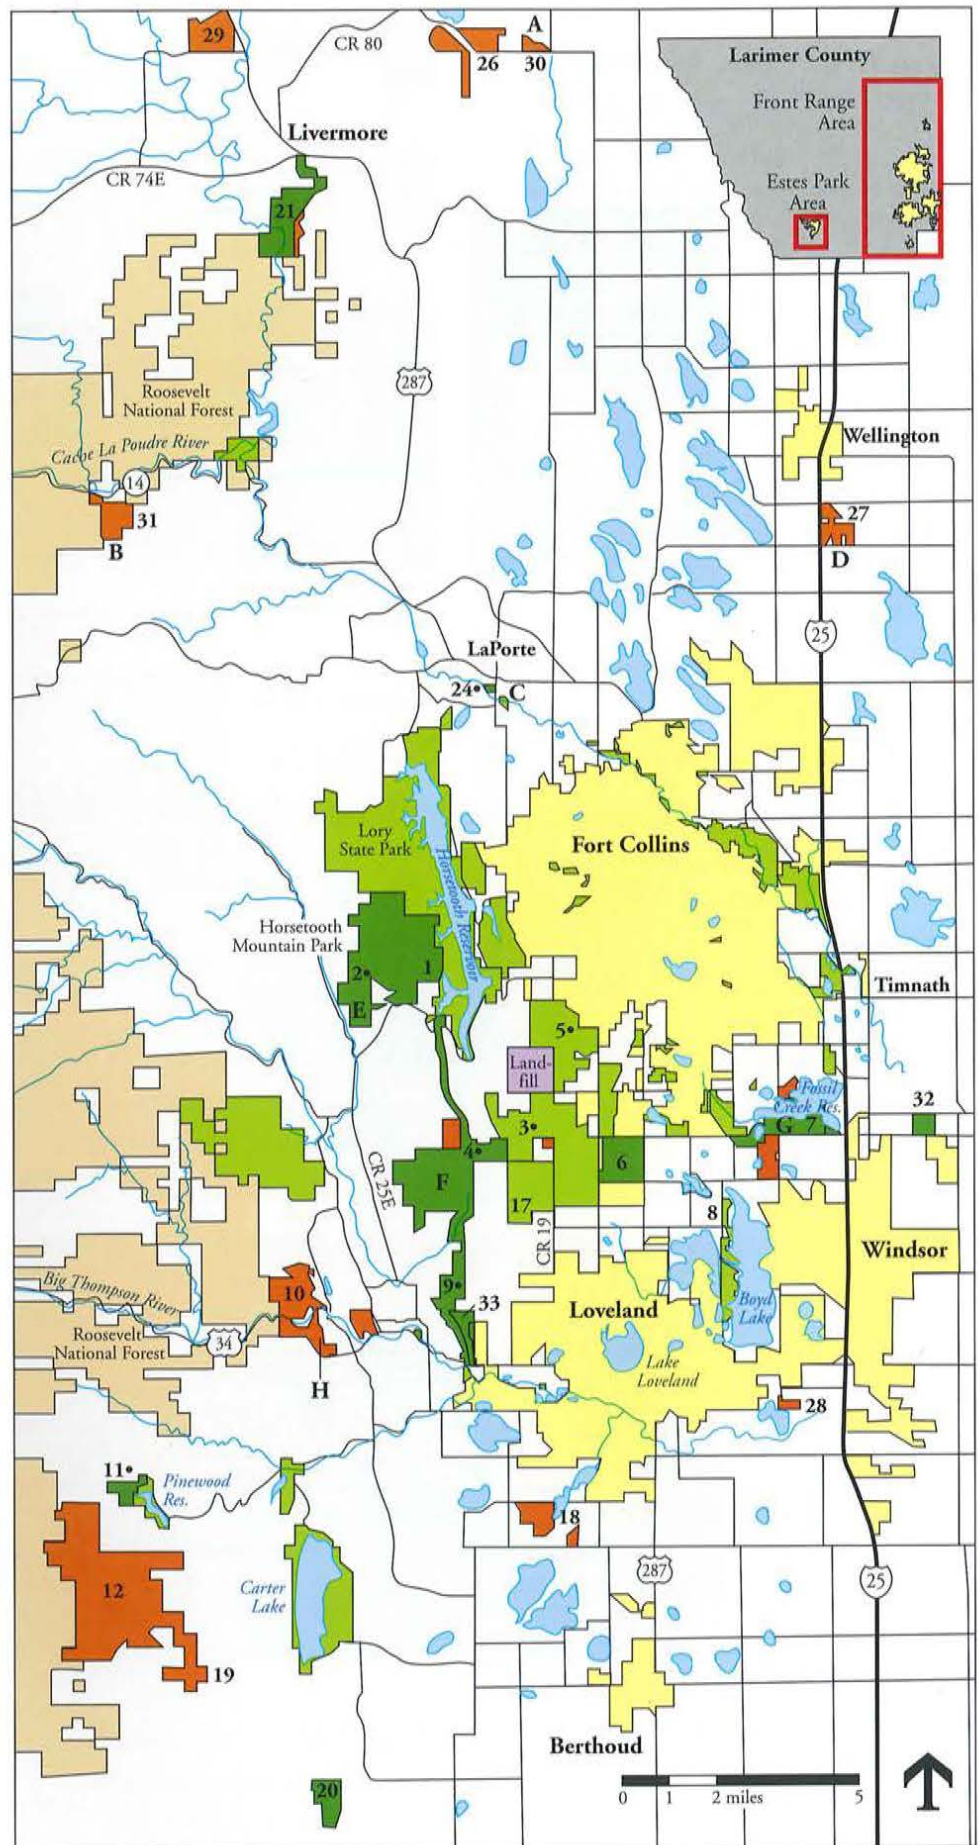 29
CR 80
A
26
30
Larimer County
Front Range
Area
Estes Park
Area
Livermore
CR 74E
21
287
Roosevelt
National Forest
Cache La Poudre River
14
31
B
Wellington
27
D
25
LaPorte
24
C
Lory
State Park
Horsetooth Reservoir
Fort Collins
Horsetooth
Mountain Park
2
1
E
Timnath
5
Land-
fill
Fossil
Creek Res.
32
3
G
7
4
6
CR 25E
F
17
8
CR 19
Windsor
Big Thompson River
10
9
33
Loveland
Boyd
Lake
Roosevelt
National Forest
34
Lake
Loveland
H
28
11
Pinewood
Res.
18
12
Carter
Lake
287
25
19
Berthoud
20
0 1 2 miles 5